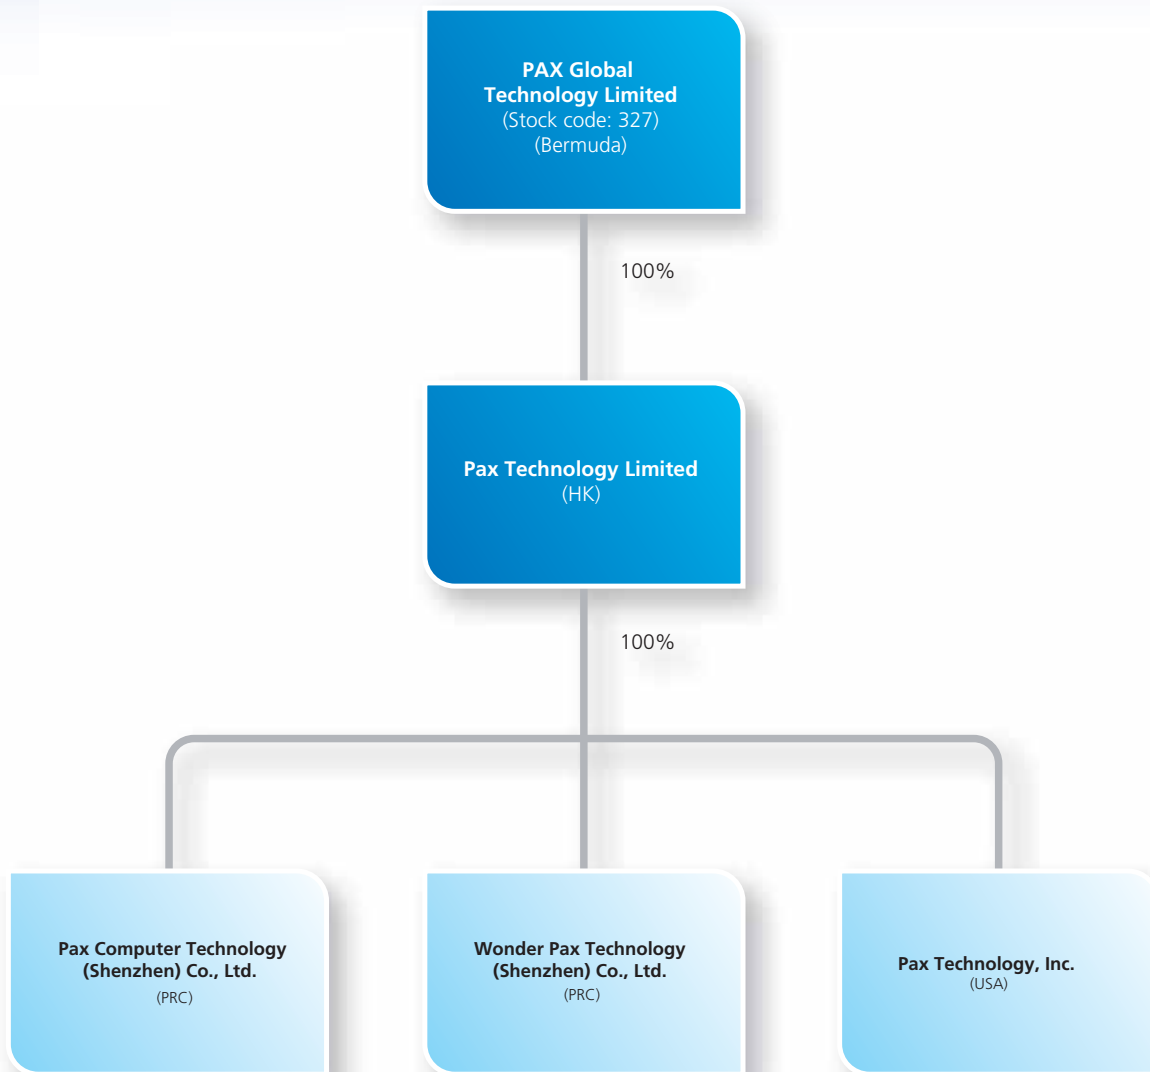 PAX Global
Technology Limited
(Stock code: 327)
(Bermuda)
100%
Pax Technology Limited
(HK)
100%
Pax Computer Technology
(Shenzhen) Co., Ltd.
(PRC)
Wonder Pax Technology
(Shenzhen) Co., Ltd.
(PRC)
Pax Technology, Inc.
(USA)